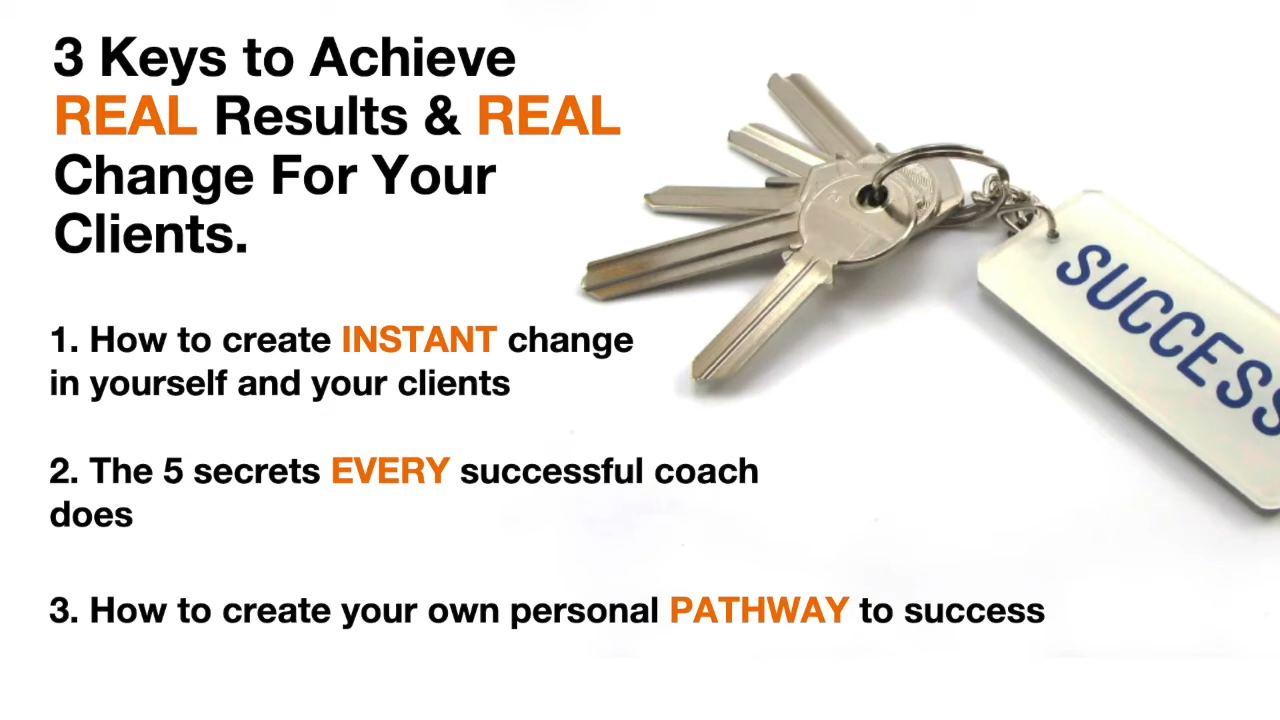 3 Keys to Achieve
REAL Results & REAL
Change For Your
Clients.
SUCCESS
1. How to create INSTANT change
in yourself and your clients
2. The 5 secrets EVERY successful coach
does
3. How to create your own personal PATHWAY to success